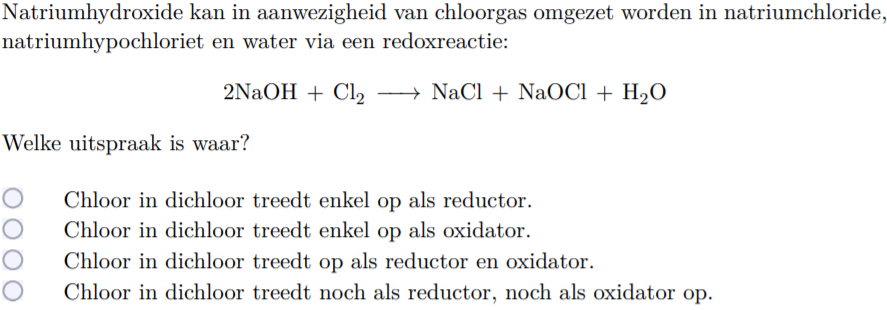 Natriumhydroxide kan in aanwezigheid van chloorgas omgezet worden in natriumchloride,
natriumhypochloriet en water via een redoxreactie:
2NaOH + Cl₂ ⟶ NaCl + NaOCl + H₂O
Welke uitspraak is waar?
Chloor in dichloor treedt enkel op als reductor.
Chloor in dichloor treedt enkel op als oxidator.
Chloor in dichloor treedt op als reductor en oxidator.
Chloor in dichloor treedt noch als reductor, noch als oxidator op.